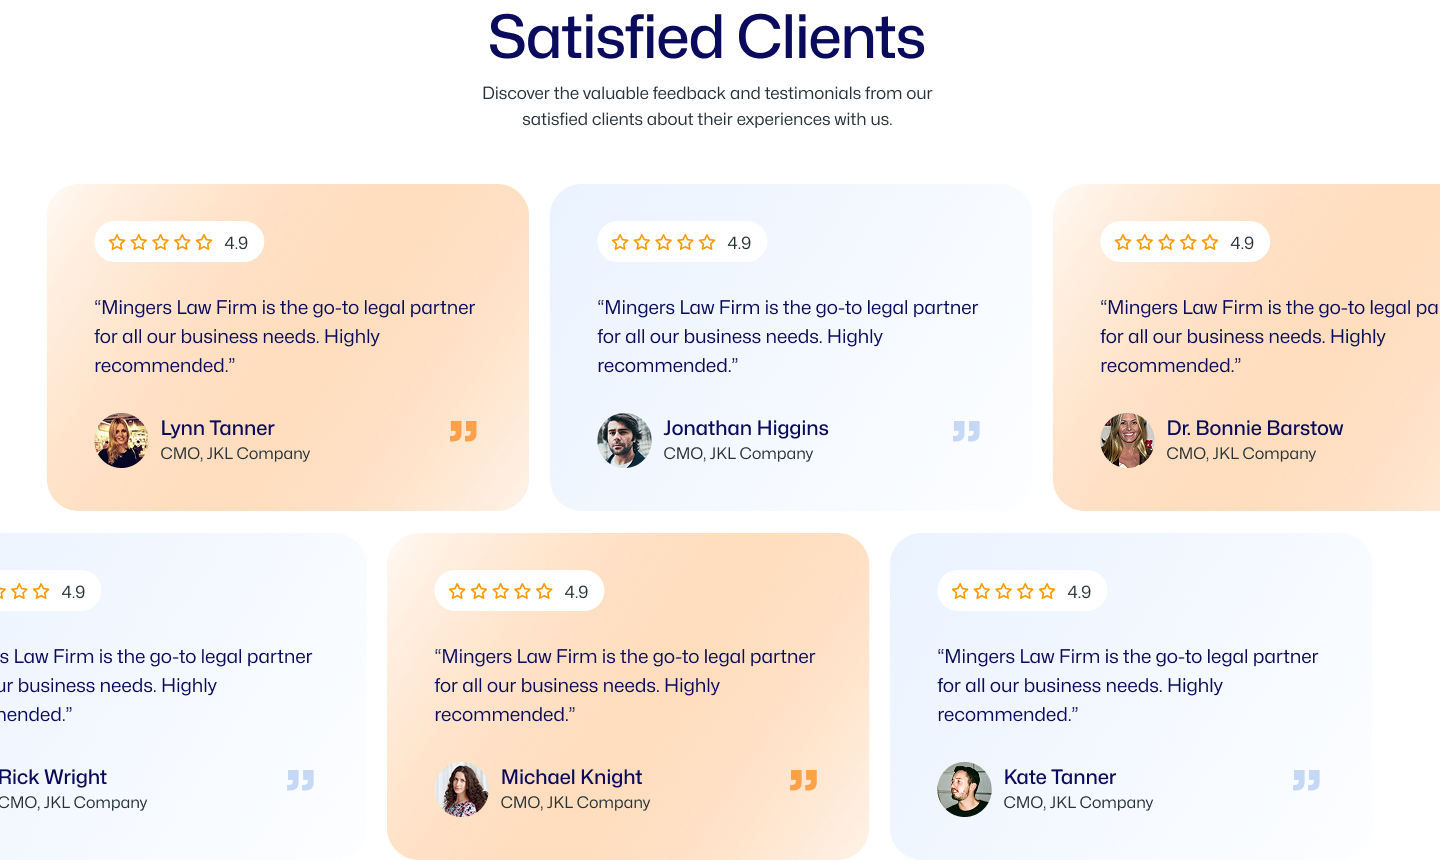 Satisfied Clients
Discover the valuable feedback and testimonials from our
satisfied clients about their experiences with us.
4.9
“Mingers Law Firm is the go-to legal partner
for all our business needs. Highly
recommended.”
Lynn Tanner
CMO, JKL Company
4.9
“Mingers Law Firm is the go-to legal partner
for all our business needs. Highly
recommended.”
Jonathan Higgins
CMO, JKL Company
4.9
“Mingers Law Firm is the go-to legal pa
for all our business needs. Highly
recommended.”
Dr. Bonnie Barstow
CMO, JKL Company
4.9
s Law Firm is the go-to legal partner
ur business needs. Highly
mended.”
Rick Wright
CMO, JKL Company
4.9
“Mingers Law Firm is the go-to legal partner
for all our business needs. Highly
recommended.”
Michael Knight
CMO, JKL Company
4.9
“Mingers Law Firm is the go-to legal partner
for all our business needs. Highly
recommended.”
Kate Tanner
CMO, JKL Company